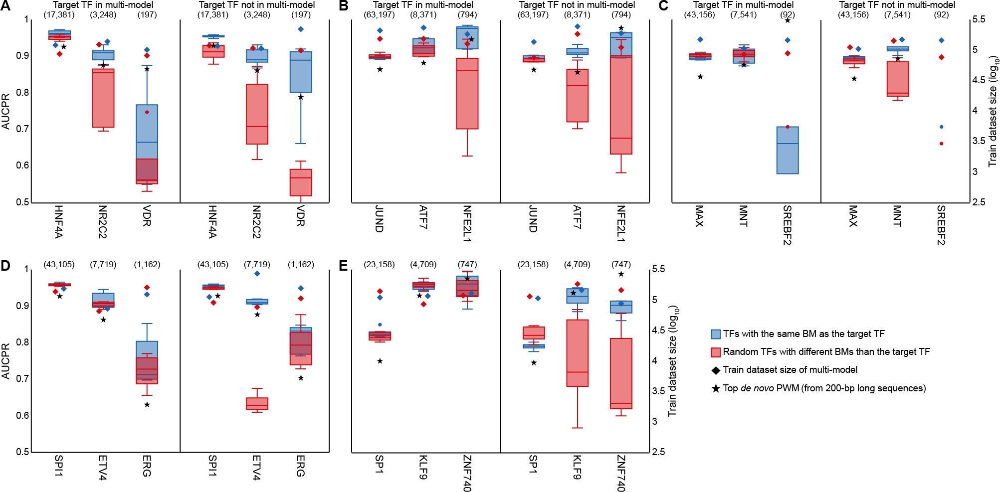 A
Target TF in multi-model
Target TF not in multi-model
(17,381) (3,248) (197)
(17,381) (3,248) (197)
B
Target TF in multi-model
Target TF not in multi-model
(63,197) (8,371) (794)
(63,197) (8,371) (794)
C
Target TF in multi-model
Target TF not in multi-model
(43,156) (7,541) (92)
(43,156) (7,541) (92)
AUCPR
1
0.9
0.8
0.7
0.6
0.5
5.5
5
4.5
4
3.5
3
2.5
Train dataset size (log10)
HNF4A NR2C2 VDR
HNF4A NR2C2 VDR
JUND ATF7 NFE2L1
JUND ATF7 NFE2L1
MAX MNT SREBF2
MAX MNT SREBF2
D
(43,105) (7,719) (1,162)
(43,105) (7,719) (1,162)
E
(23,158) (4,709) (747)
(23,158) (4,709) (747)
AUCPR
1
0.9
0.8
0.7
0.6
0.5
5.5
5
4.5
4
3.5
3
2.5
Train dataset size (log10)
SPI1 ETV4 ERG
SPI1 ETV4 ERG
SP1 KLF9 ZNF740
SP1 KLF9 ZNF740
TFs with the same BM as the target TF
Random TFs with different BMs than the target TF
Train dataset size of multi-model
Top de novo PWM (from 200-bp long sequences)